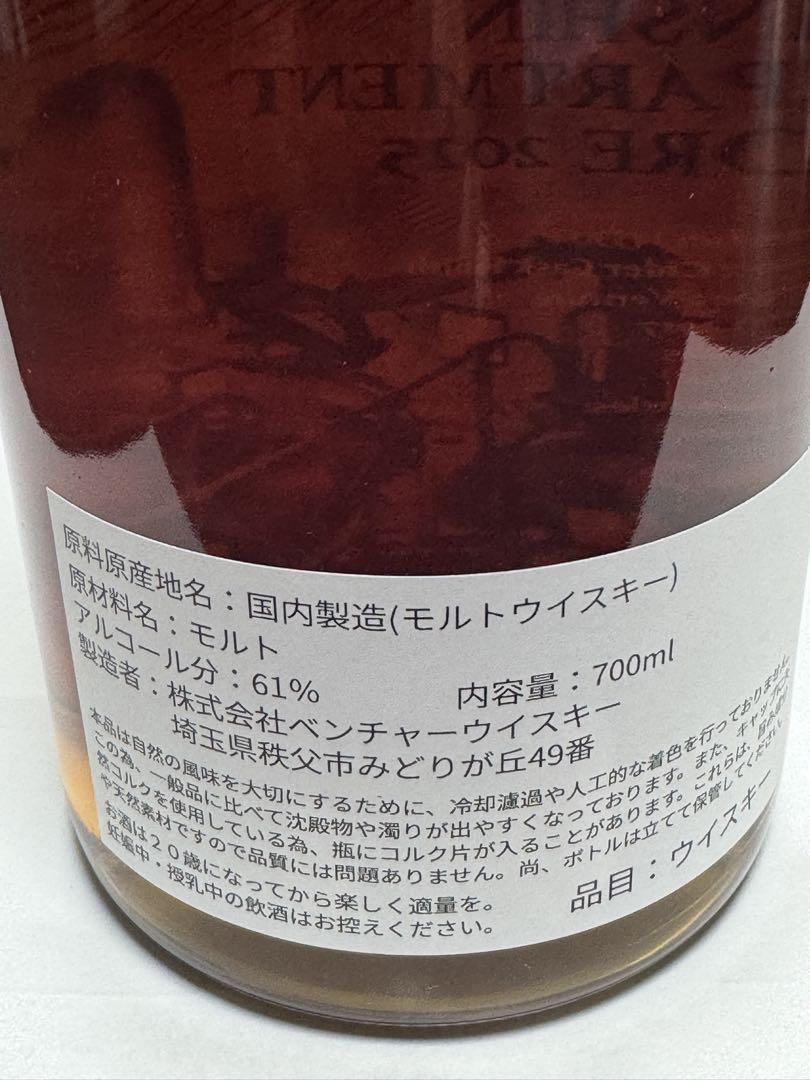 原料原産地名：国内製造(モルトウイスキー)
原材料名：モルト
アルコール分：61% 内容量：700ml
製造者：株式会社ベンチャーウイスキー
埼玉県秩父市みどりが丘49番
本品は自然の風味を大切にするために、冷却濾過や人工的な着色を行っておりません
この為、一般品に比べて沈殿物や濁りが出やすくなっております。また、キャップに天
然コルクを使用している為、瓶にコルク片が入ることがあります。これらは、旨み成分
や天然素材ですので品質には問題ありません。尚、ボトルは立てて保管してください。
お酒は２０歳になってから楽しく適量を。
妊娠中・授乳中の飲酒はお控えください。
品目：ウイスキー